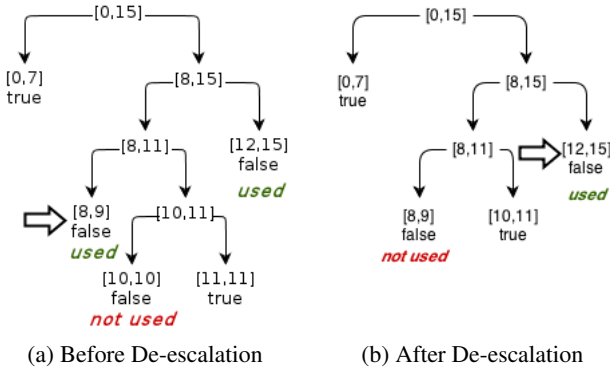 [0,15]
[0,7]
true
[8,15]
[8,11]
[12,15]
false
used
[8,9]
false
used
[10,11]
[10,10]
false
not used
[11,11]
true
(a) Before De-escalation
[0,15]
[0,7]
true
[8,15]
[8,11]
[12,15]
false
used
[8,9]
false
not used
[10,11]
true
(b) After De-escalation